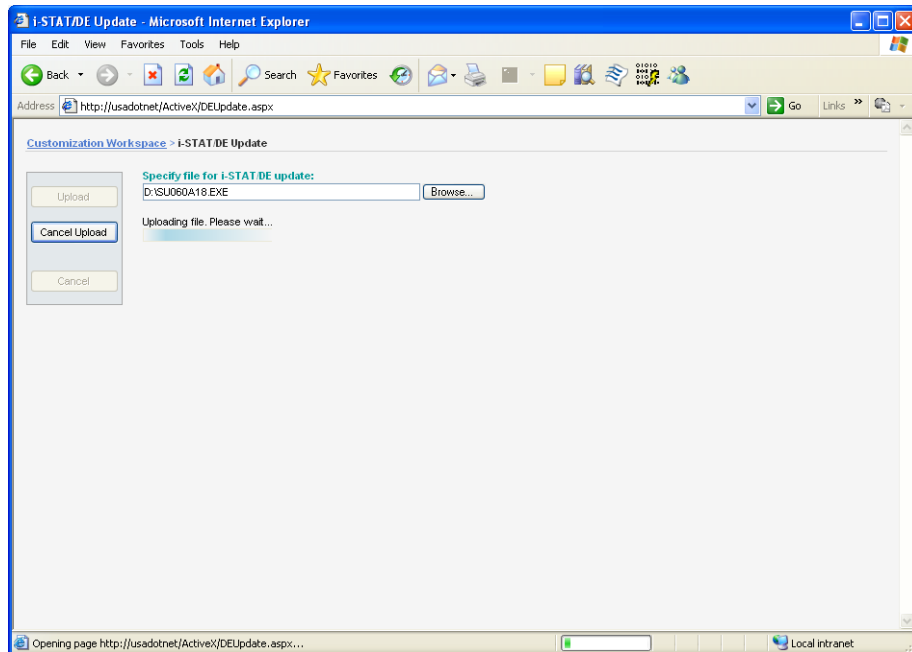 i-STAT/DE Update - Microsoft Internet Explorer
File Edit View Favorites Tools Help
Back Search Favorites
Address http://usadotnet/ActiveX/DEUpdate.aspx Go Links »
Customization Workspace > i-STAT/DE Update
Specify file for i-STAT/DE update:
Upload D:\SU060A18.EXE Browse...
Cancel Upload Uploading file. Please wait...
Cancel
Opening page http://usadotnet/ActiveX/DEUpdate.aspx... Local intranet